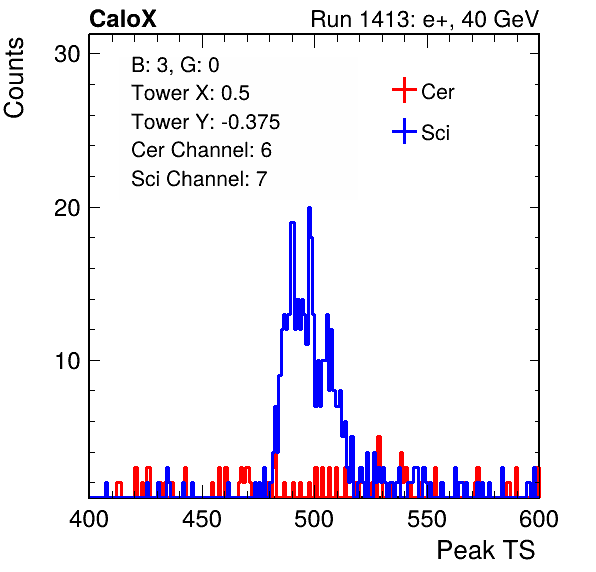 CaloX Run 1413: e+, 40 GeV
Counts
30
20
10
B: 3, G: 0
Tower X: 0.5
Tower Y: -0.375
Cer Channel: 6
Sci Channel: 7
Cer
Sci
400 450 500 550 600
Peak TS